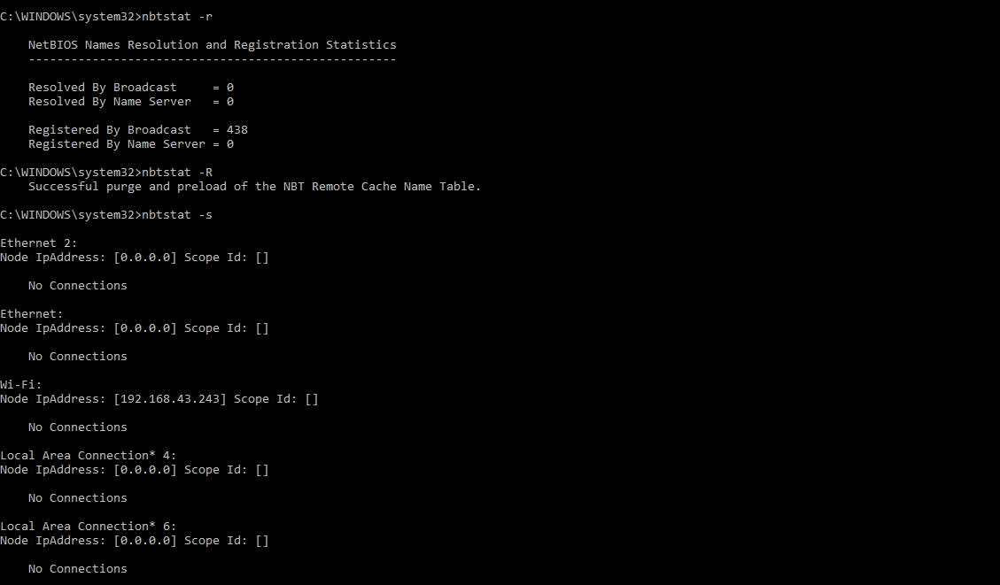 C:\WINDOWS\system32>nbtstat -r
NetBIOS Names Resolution and Registration Statistics
----------------------------------------------------
Resolved By Broadcast     = 0
Resolved By Name Server   = 0
Registered By Broadcast   = 438
Registered By Name Server = 0
C:\WINDOWS\system32>nbtstat -R
Successful purge and preload of the NBT Remote Cache Name Table.
C:\WINDOWS\system32>nbtstat -s
Ethernet 2:
Node IpAddress: [0.0.0.0] Scope Id: []
No Connections
Ethernet:
Node IpAddress: [0.0.0.0] Scope Id: []
No Connections
Wi-Fi:
Node IpAddress: [192.168.43.243] Scope Id: []
No Connections
Local Area Connection* 4:
Node IpAddress: [0.0.0.0] Scope Id: []
No Connections
Local Area Connection* 6:
Node IpAddress: [0.0.0.0] Scope Id: []
No Connections